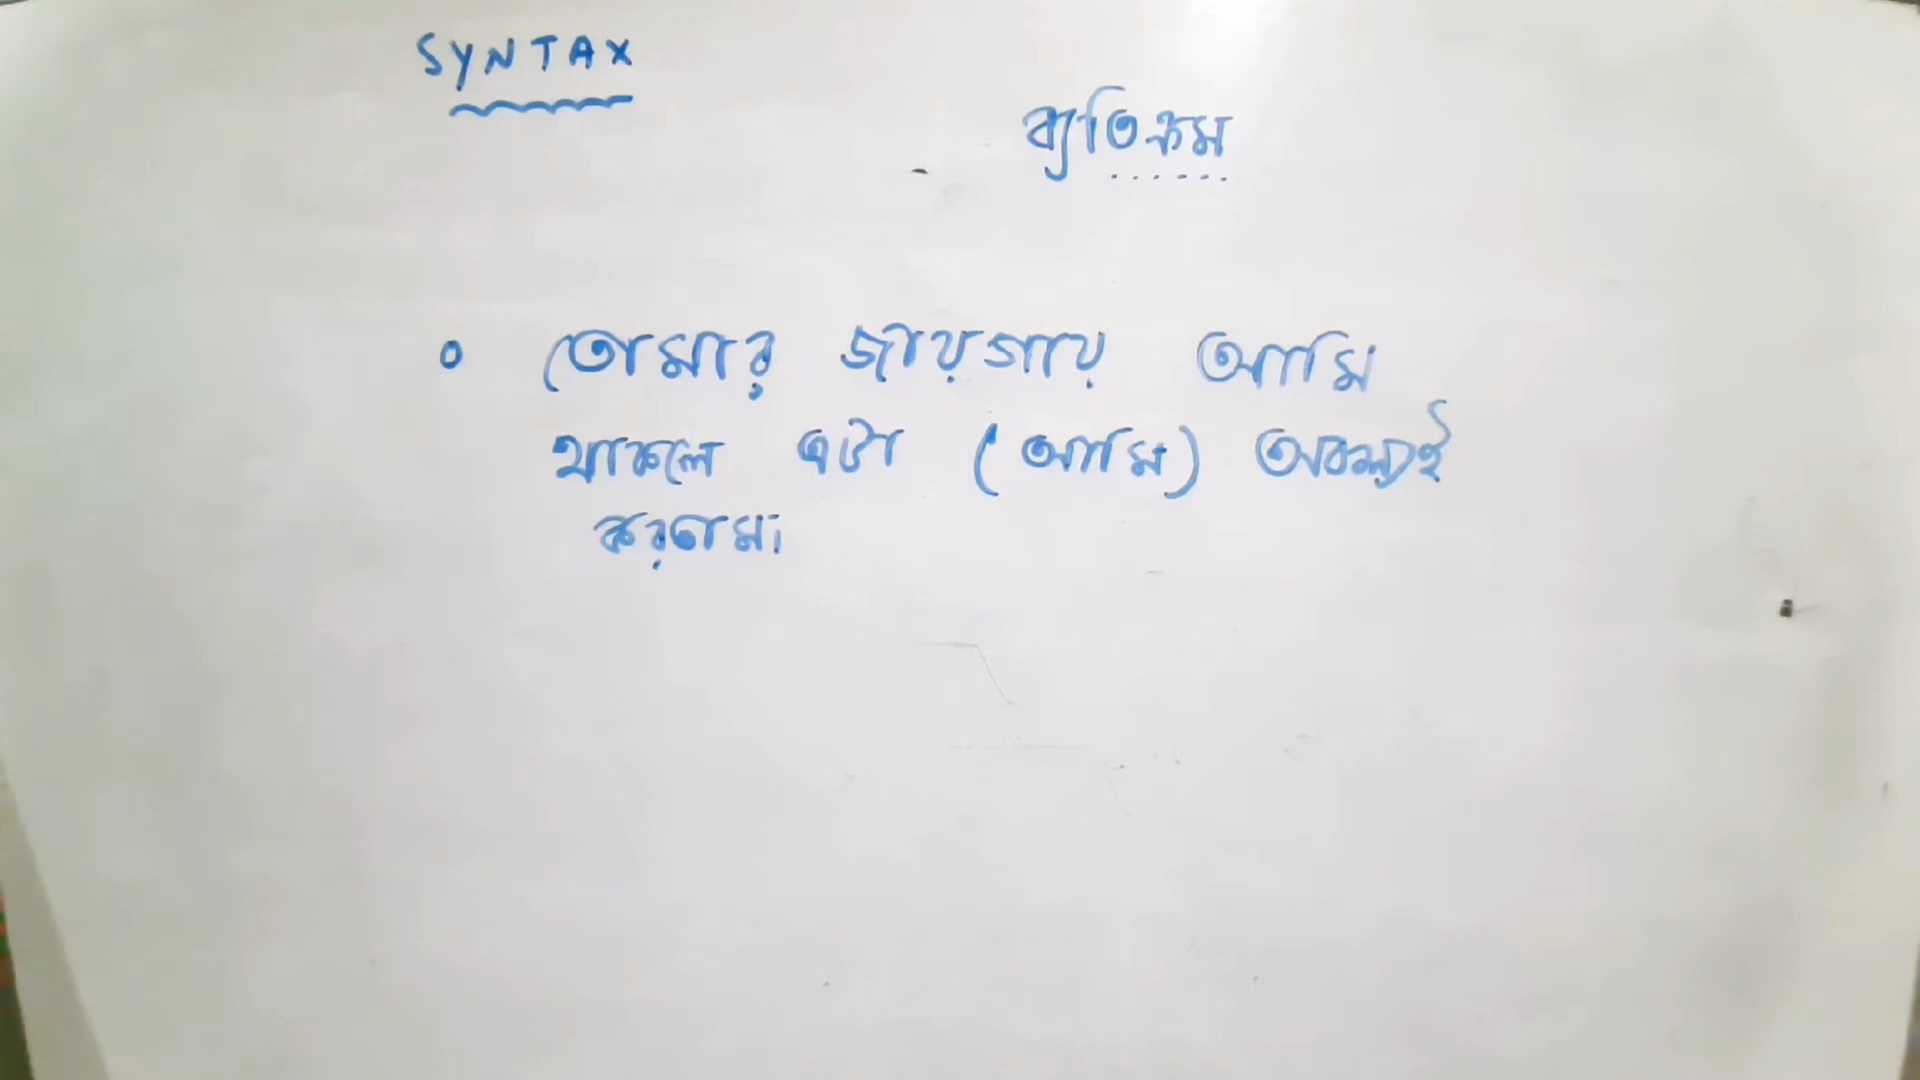 SYNTAX
ব্যতিক্রম
তোমার জায়গায় আমি
থাকলে এটা (আমি) অবশ্যই
করতাম।